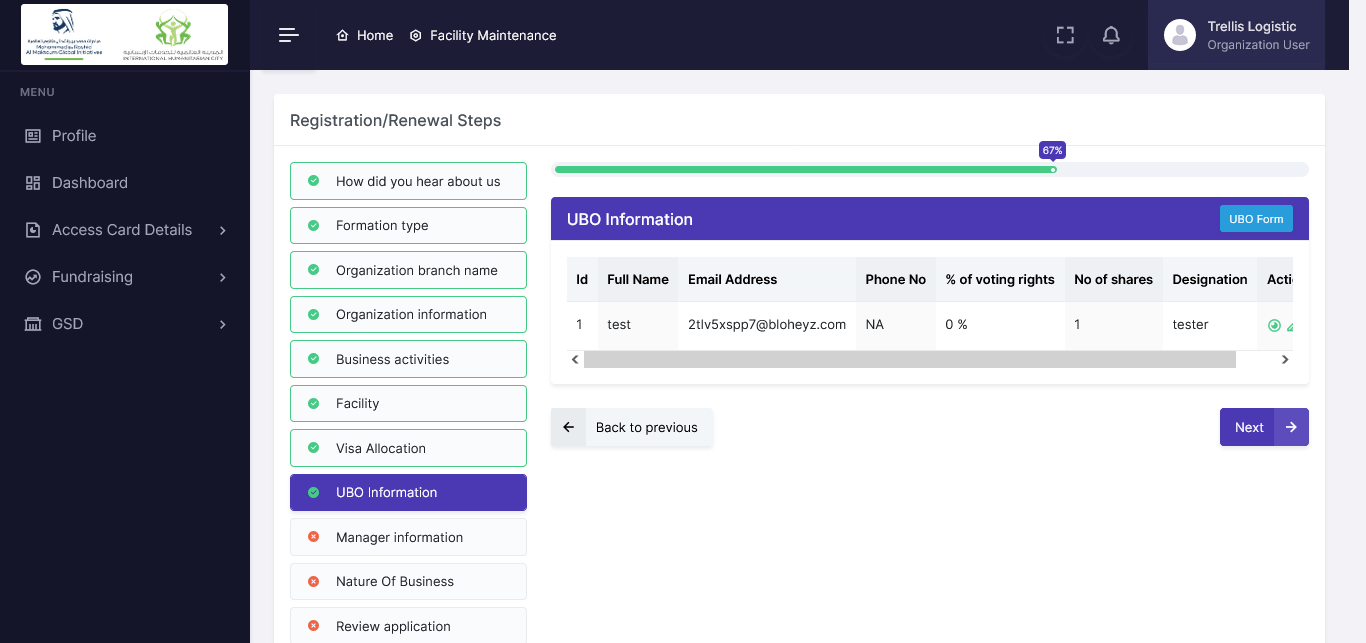 Mohammed bin Rashid
Al Maktoum Global Initiatives
INTERNATIONAL HUMANITARIAN CITY
Home
Facility Maintenance
Trellis Logistic
Organization User
MENU
Profile
Dashboard
Access Card Details
Fundraising
GSD
Registration/Renewal Steps
How did you hear about us
Formation type
Organization branch name
Organization information
Business activities
Facility
Visa Allocation
UBO Information
Manager information
Nature Of Business
Review application
67%
UBO Information
UBO Form
Id Full Name Email Address Phone No % of voting rights No of shares Designation Acti
1 test 2tlv5xspp7@bloheyz.com NA 0 % 1 tester
Back to previous
Next